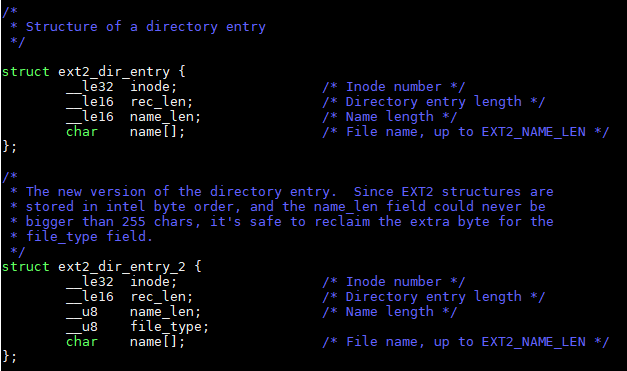 /*
 * Structure of a directory entry
 */
struct ext2_dir_entry {
        __le32  inode;                  /* Inode number */
        __le16  rec_len;                /* Directory entry length */
        __le16  name_len;               /* Name length */
        char    name[];                 /* File name, up to EXT2_NAME_LEN */
};
/*
 * The new version of the directory entry.  Since EXT2 structures are
 * stored in intel byte order, and the name_len field could never be
 * bigger than 255 chars, it's safe to reclaim the extra byte for the
 * file_type field.
 */
struct ext2_dir_entry_2 {
        __le32  inode;                  /* Inode number */
        __le16  rec_len;                /* Directory entry length */
        __u8    name_len;               /* Name length */
        __u8    file_type;
        char    name[];                 /* File name, up to EXT2_NAME_LEN */
};